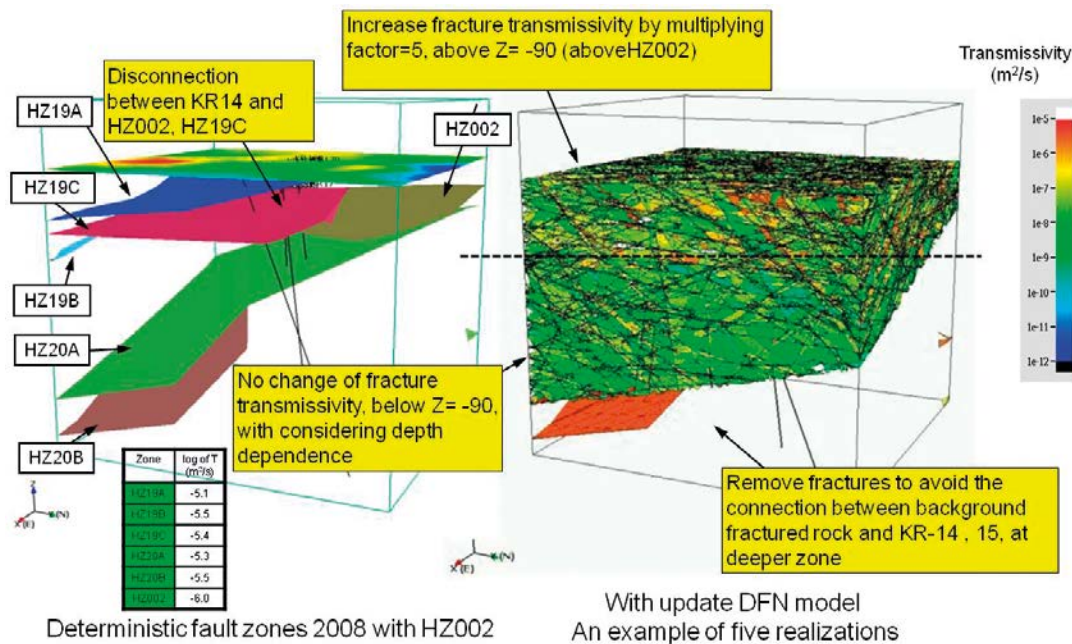 Increase fracture transmissivity by multiplying
factor=5, above Z= -90 (aboveHZ002)
Transmissivity
(m²/s)
Disconnection
between KR14 and
HZ002, HZ19C
HZ19A
HZ002
HZ19C
HZ19B
HZ20A
HZ20B
1e-5
1e-6
1e-7
1e-8
1e-9
1e-10
1e-11
1e-12
No change of fracture
transmissivity, below Z= -90,
with considering depth
dependence
Remove fractures to avoid the
connection between background
fractured rock and KR-14 , 15, at
deeper zone
Zone log of T (m²/s)
HZ19A -5.1
HZ19B -5.5
HZ19C -5.4
HZ20A -5.3
HZ20B -5.5
HZ002 -6.0
Z
X (E) (N)
X (E) (N)
Deterministic fault zones 2008 with HZ002
With update DFN model
An example of five realizations